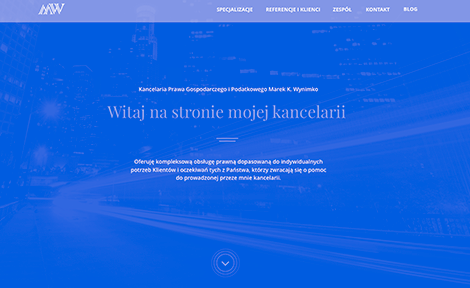 MW
SPECJALIZACJE REFERENCJE I KLIENCI ZESPÓŁ KONTAKT BLOG
Kancelaria Prawa Gospodarczego i Podatkowego Marek K. Wynimko
Witaj na stronie mojej kancelarii
Oferuję kompleksową obsługę prawną dopasowaną do indywidualnych
potrzeb Klientów i oczekiwań tych z Państwa, którzy zwracają się o pomoc
do prowadzonej przeze mnie kancelarii.